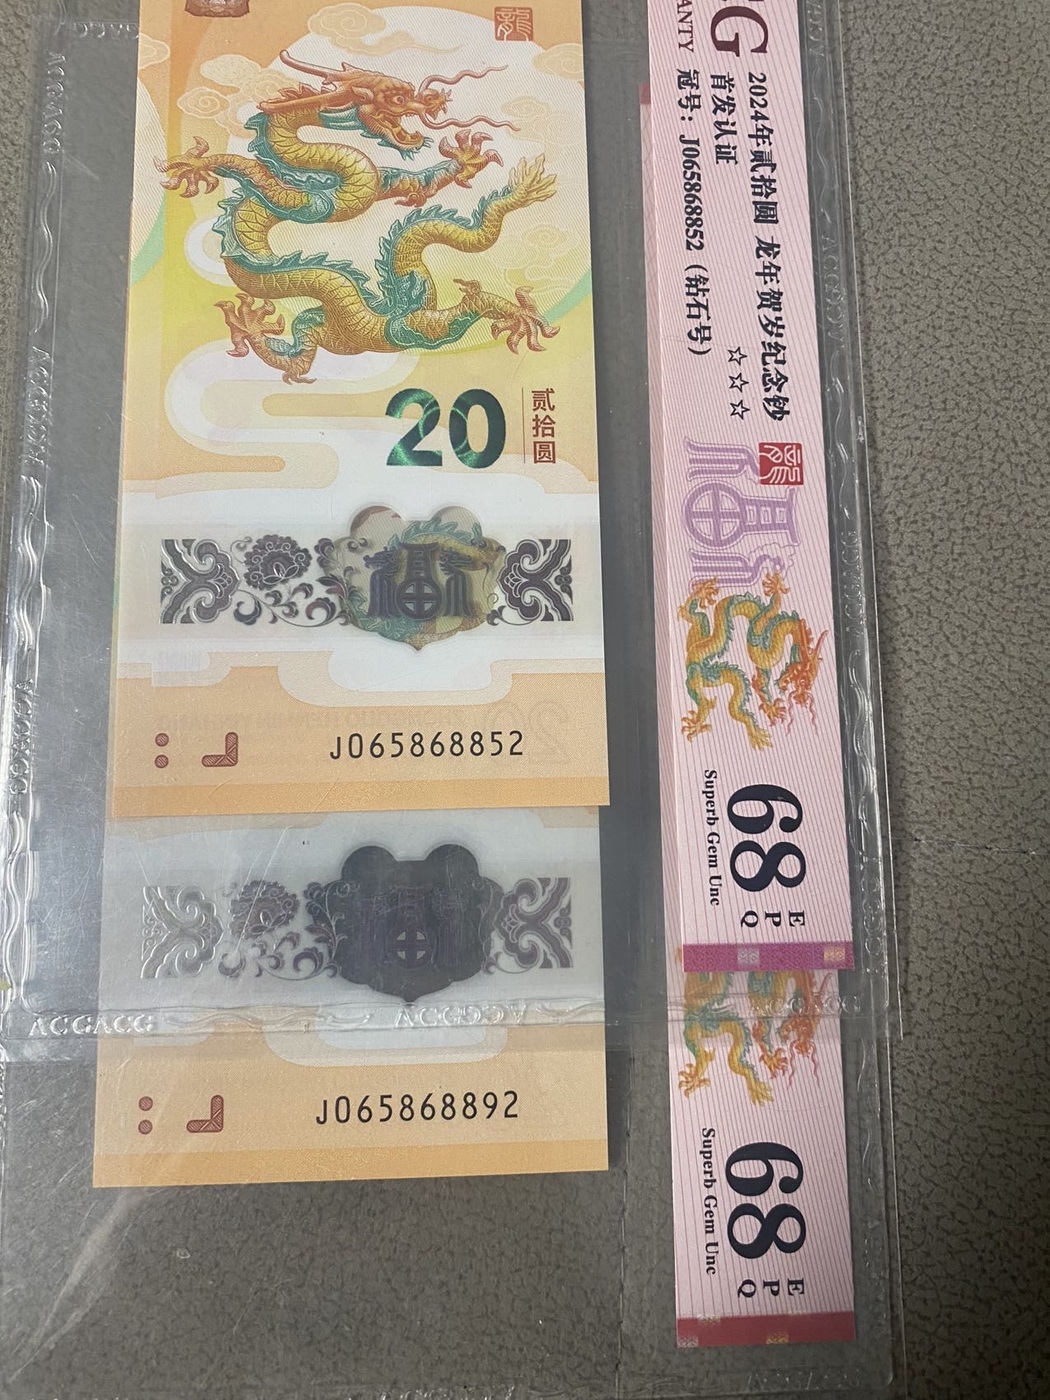 20
贰拾圆
J065868852
J065868892
ACGACG
G
ANTY
2024年贰拾圆 龙年贺岁纪念钞
首发认证
☆☆☆
冠号：J065868852（钻石号）
68
EPQ
Superb Gem Unc
68
EPQ
Superb Gem Unc